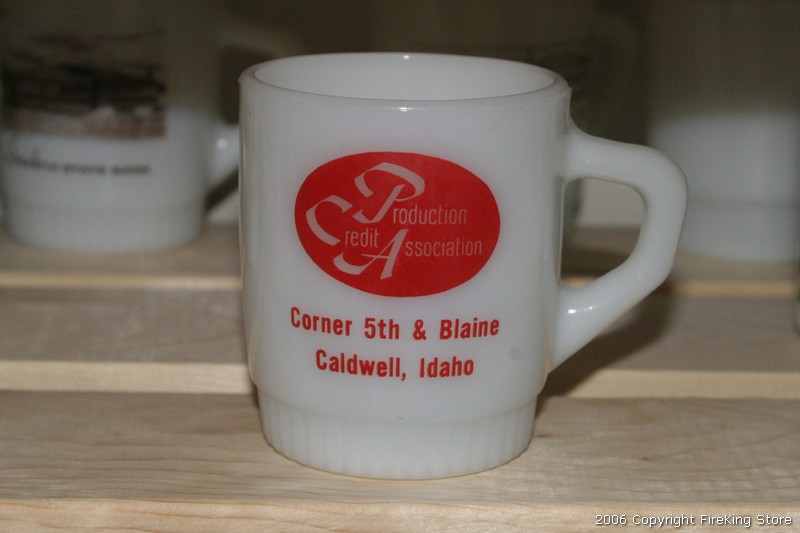 Production
Credit Association
Corner 5th & Blaine
Caldwell, Idaho
2006 Copyright FireKing Store